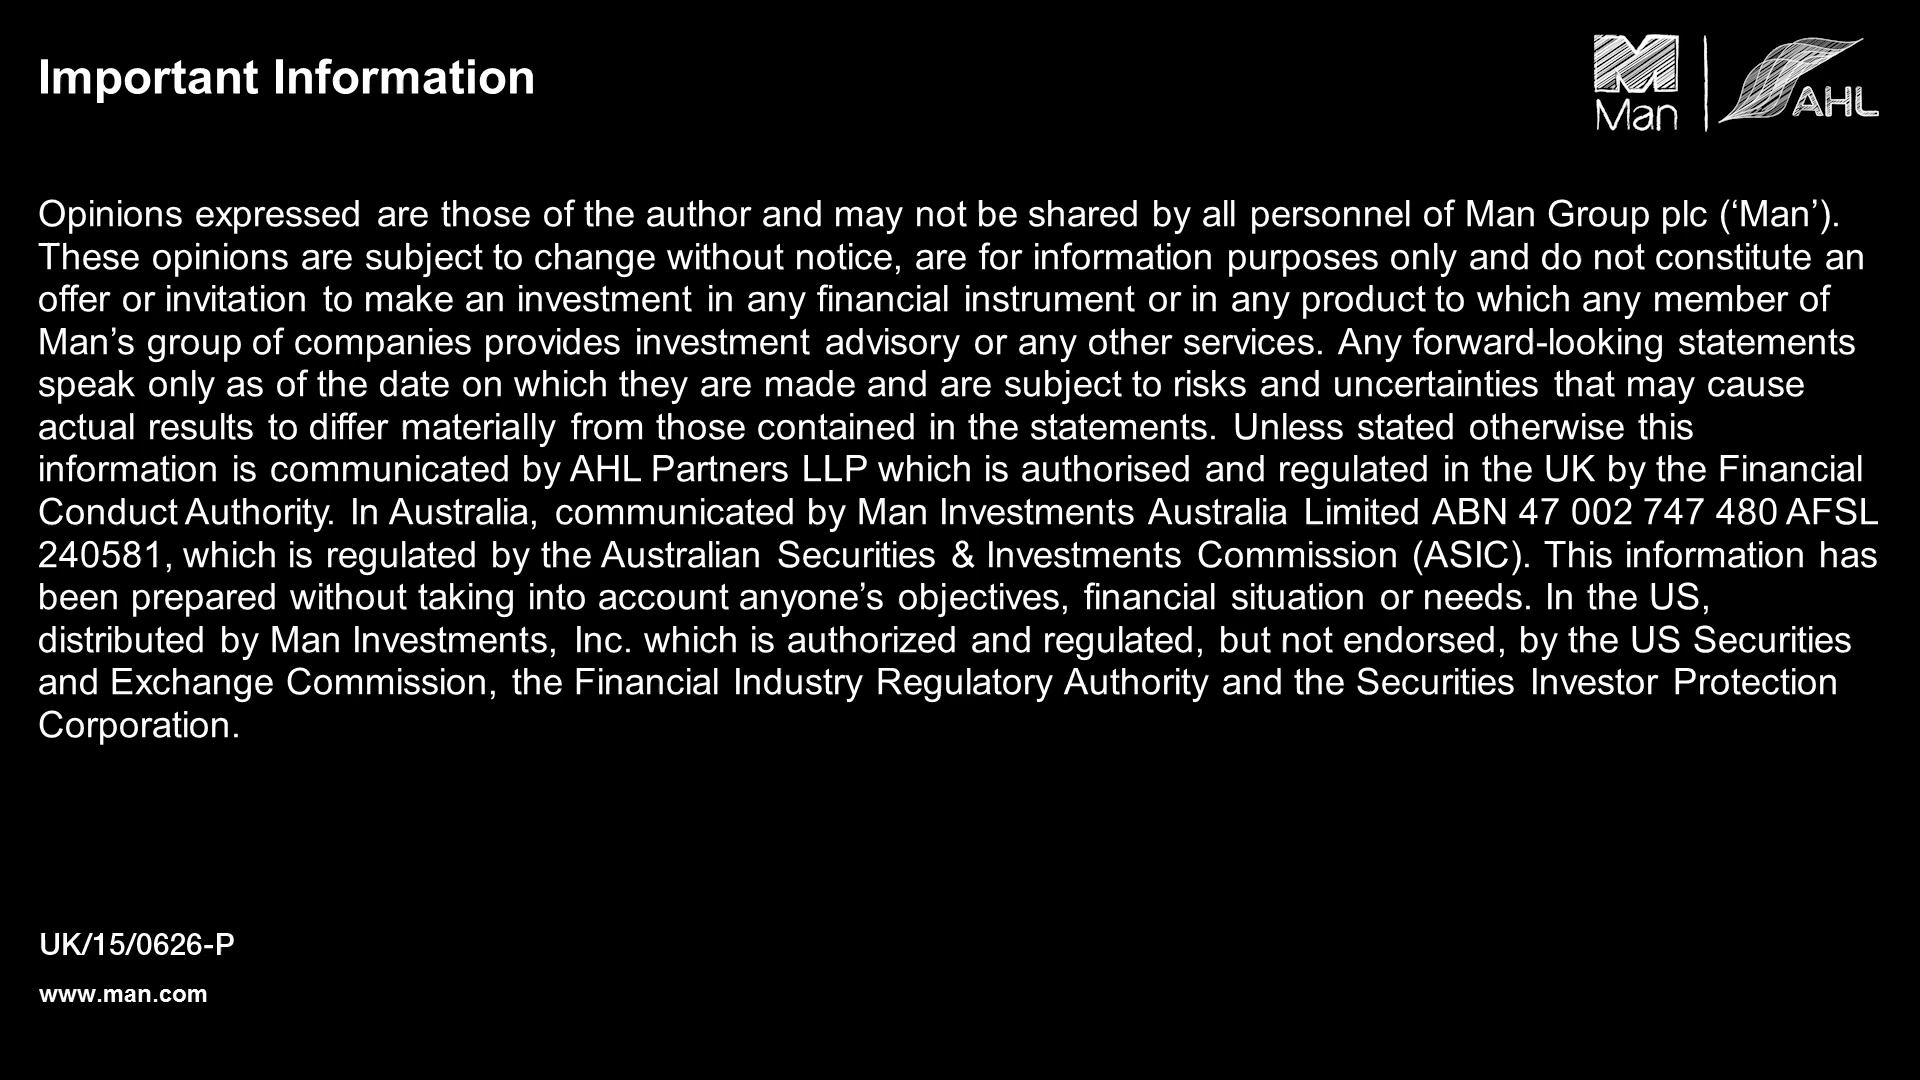 Important Information
Man
AHL
Opinions expressed are those of the author and may not be shared by all personnel of Man Group plc (‘Man’).
These opinions are subject to change without notice, are for information purposes only and do not constitute an
offer or invitation to make an investment in any financial instrument or in any product to which any member of
Man’s group of companies provides investment advisory or any other services. Any forward-looking statements
speak only as of the date on which they are made and are subject to risks and uncertainties that may cause
actual results to differ materially from those contained in the statements. Unless stated otherwise this
information is communicated by AHL Partners LLP which is authorised and regulated in the UK by the Financial
Conduct Authority. In Australia, communicated by Man Investments Australia Limited ABN 47 002 747 480 AFSL
240581, which is regulated by the Australian Securities & Investments Commission (ASIC). This information has
been prepared without taking into account anyone’s objectives, financial situation or needs. In the US,
distributed by Man Investments, Inc. which is authorized and regulated, but not endorsed, by the US Securities
and Exchange Commission, the Financial Industry Regulatory Authority and the Securities Investor Protection
Corporation.
UK/15/0626-P
www.man.com